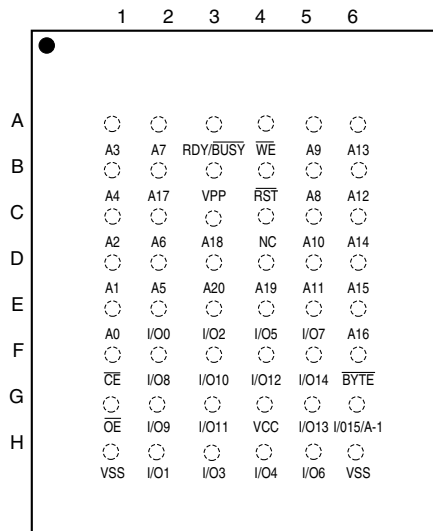 1 2 3 4 5 6
A
A3 A7 RDY/BUSY WE A9 A13
B
A4 A17 VPP RST A8 A12
C
A2 A6 A18 NC A10 A14
D
A1 A5 A20 A19 A11 A15
E
A0 I/O0 I/O2 I/O5 I/O7 A16
F
CE I/O8 I/O10 I/O12 I/O14 BYTE
G
OE I/O9 I/O11 VCC I/O13 I/015/A-1
H
VSS I/O1 I/O3 I/O4 I/O6 VSS